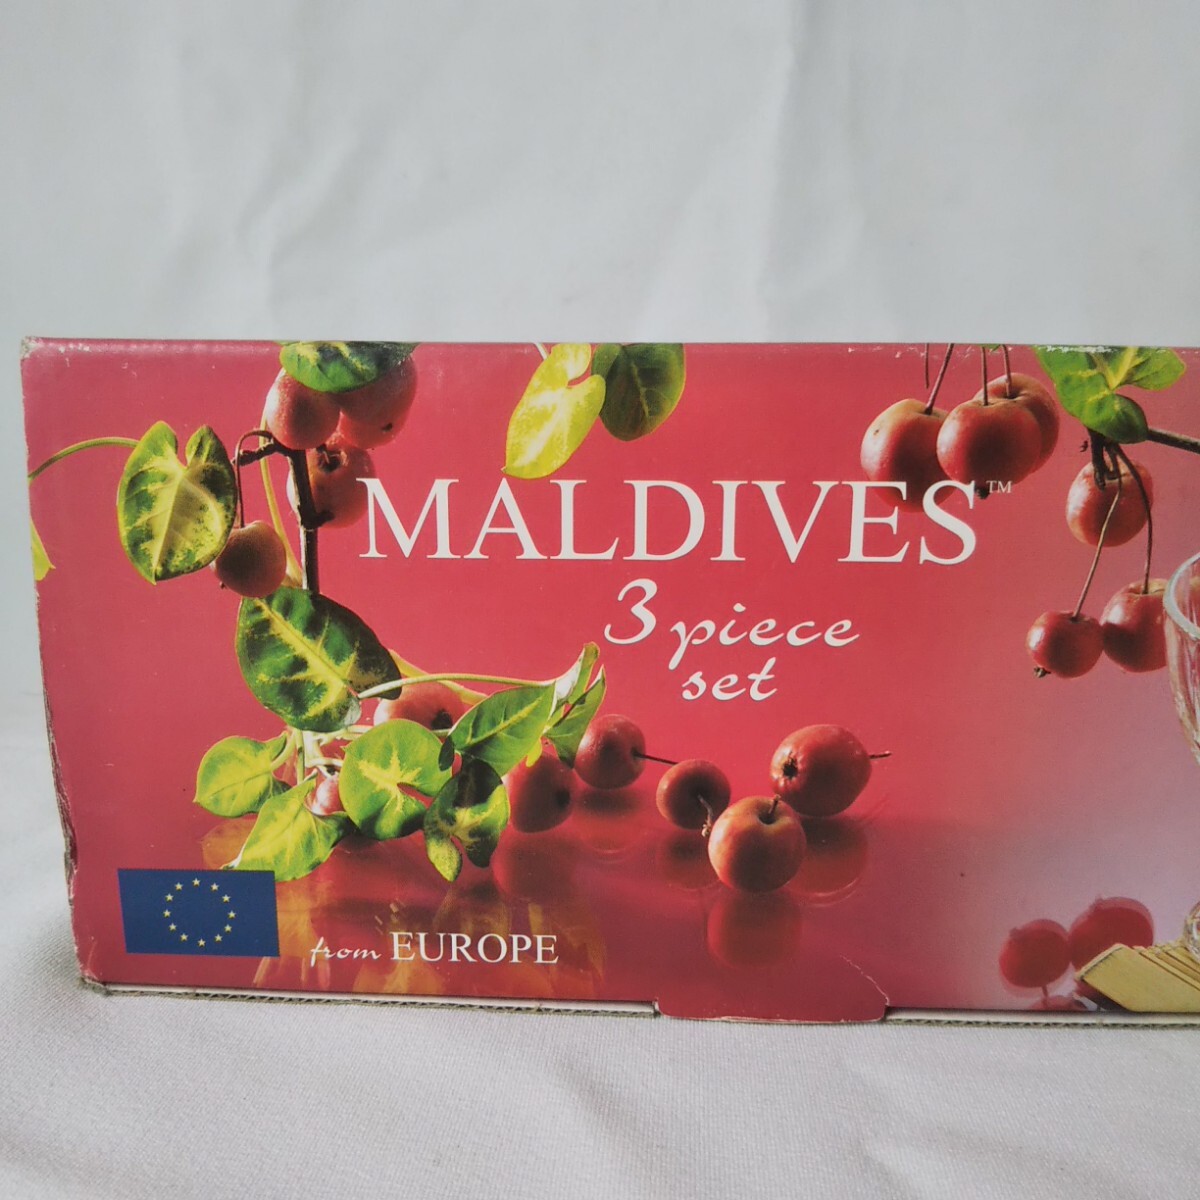 MALDIVES™
3 piece
set
from EUROPE